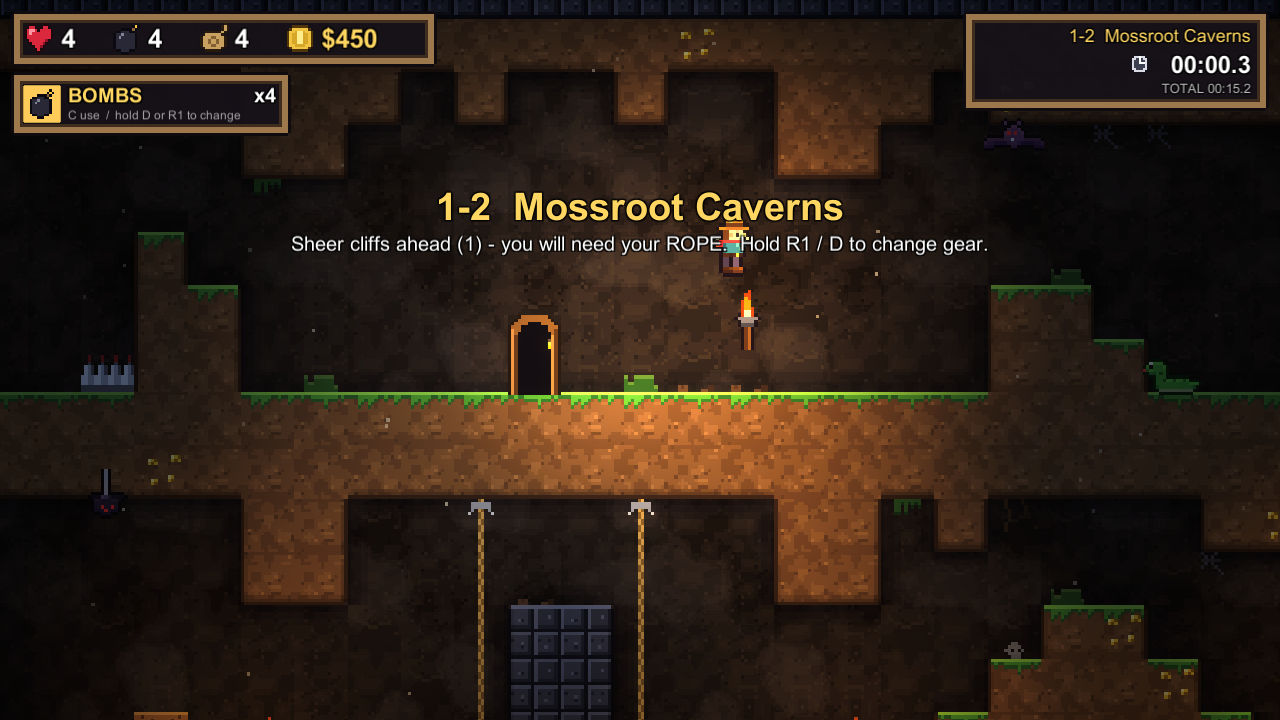 4 4 4 $450
BOMBS x4
C use / hold D or R1 to change
1-2 Mossroot Caverns
00:00.3
TOTAL 00:15.2
1-2 Mossroot Caverns
Sheer cliffs ahead (1) - you will need your ROPE. Hold R1 / D to change gear.